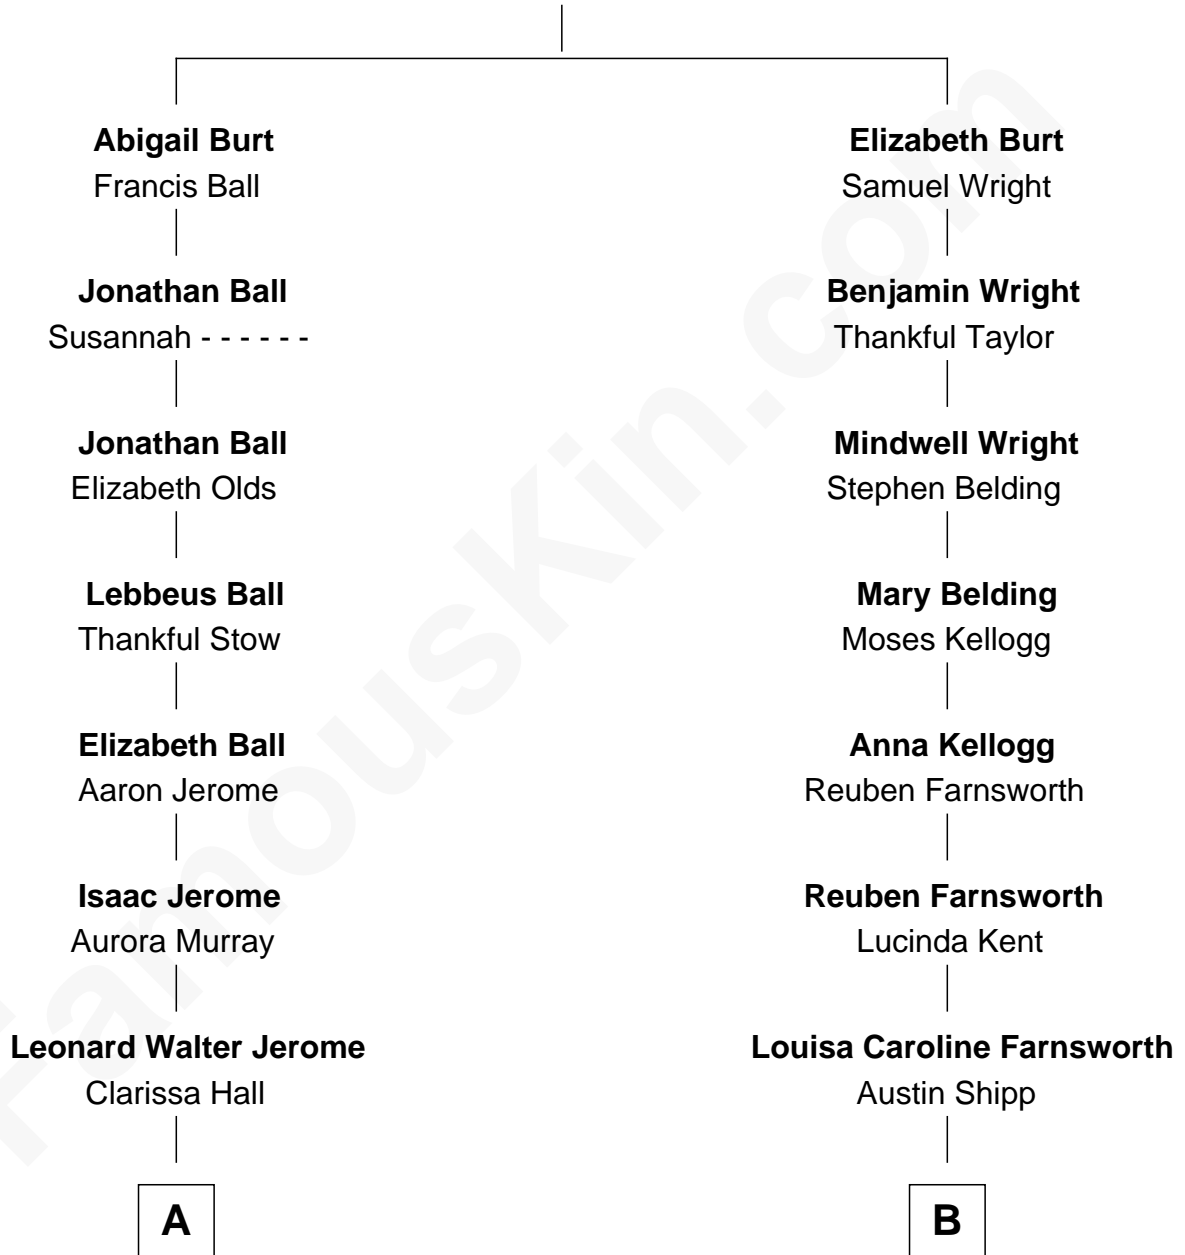 Abigail Burt
Francis Ball
Jonathan Ball
Susannah - - - - - -
Jonathan Ball
Elizabeth Olds
Lebbeus Ball
Thankful Stow
Elizabeth Ball
Aaron Jerome
Isaac Jerome
Aurora Murray
Leonard Walter Jerome
Clarissa Hall
A
Elizabeth Burt
Samuel Wright
Benjamin Wright
Thankful Taylor
Mindwell Wright
Stephen Belding
Mary Belding
Moses Kellogg
Anna Kellogg
Reuben Farnsworth
Reuben Farnsworth
Lucinda Kent
Louisa Caroline Farnsworth
Austin Shipp
B
FamousKin.com